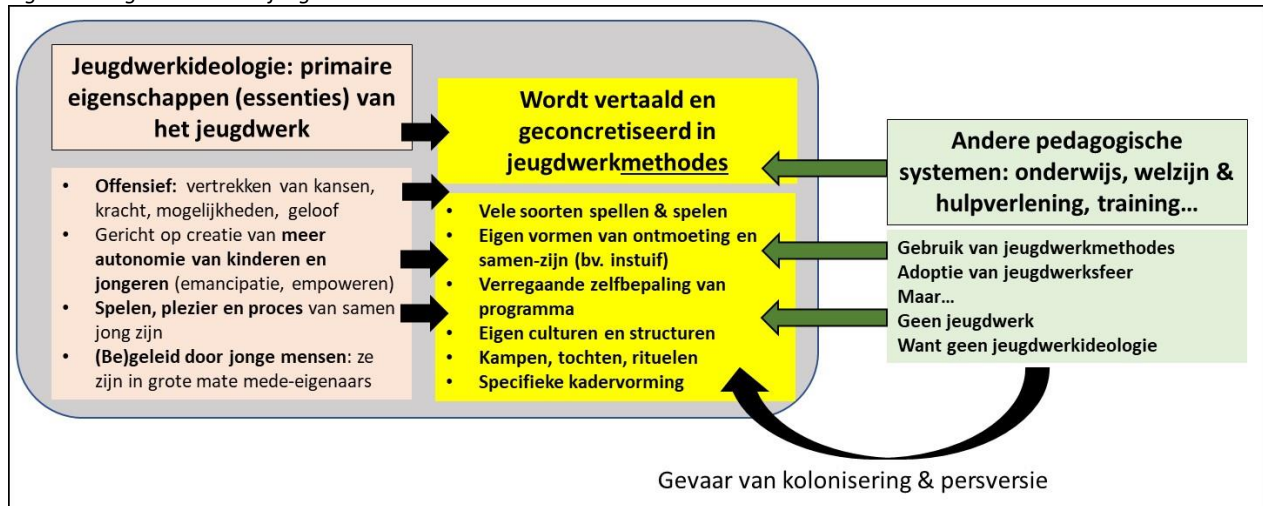 Jeugdwerkideologie: primaire
eigenschappen (essenties) van
het jeugdwerk
• Offensief: vertrekken van kansen,
kracht, mogelijkheden, geloof
• Gericht op creatie van meer
autonomie van kinderen en
jongeren (emancipatie, empoweren)
• Spelen, plezier en proces van samen
jong zijn
• (Be)geleid door jonge mensen: ze
zijn in grote mate mede-eigenaars
Wordt vertaald en
geconcretiseerd in
jeugdwerkmethodes
• Vele soorten spellen & spelen
• Eigen vormen van ontmoeting en
samen-zijn (bv. instuif)
• Verregaande zelfbepaling van
programma
• Eigen culturen en structuren
• Kampen, tochten, rituelen
• Specifieke kadervorming
Andere pedagogische
systemen: onderwijs, welzijn &
hulpverlening, training...
Gebruik van jeugdwerkmethodes
Adoptie van jeugdwerksfeer
Maar...
Geen jeugdwerk
Want geen jeugdwerkideologie
Gevaar van kolonisering & persversie